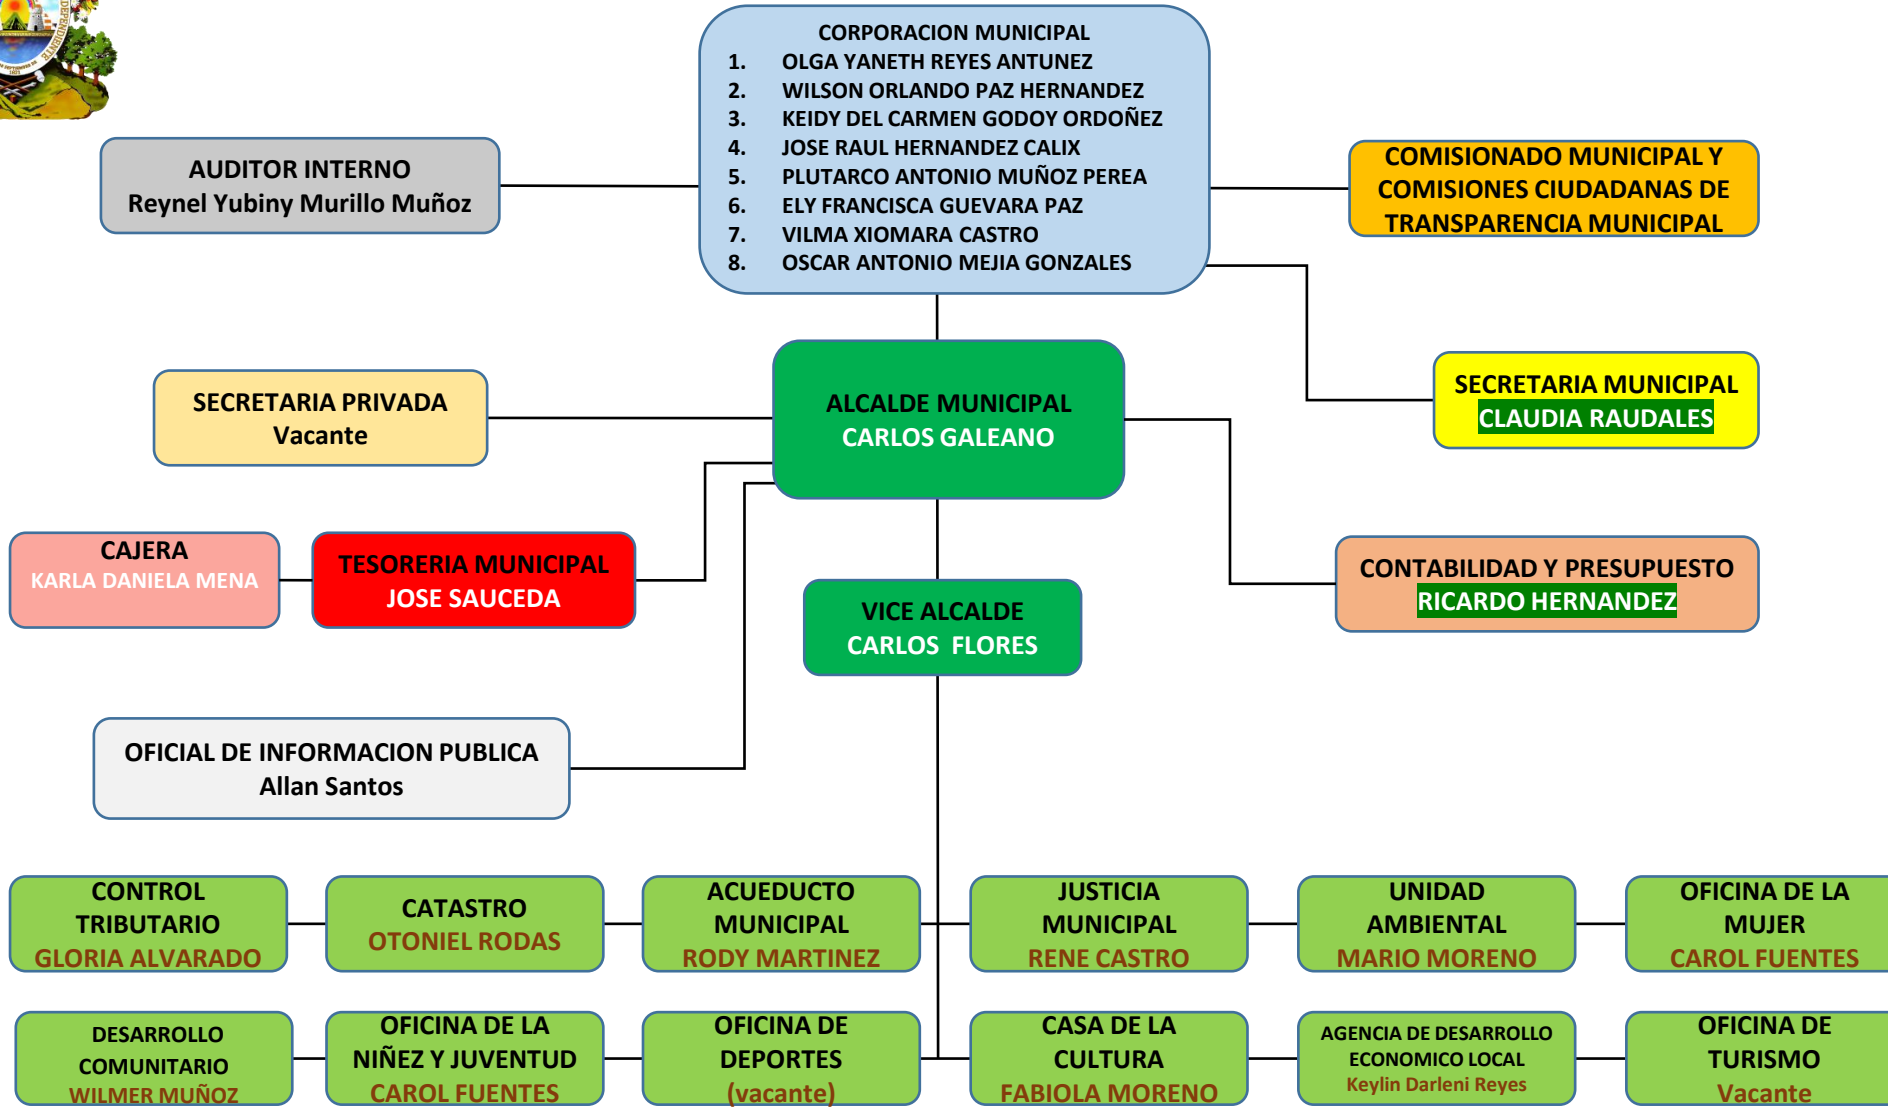 DEPENDIENTE
CORPORACION MUNICIPAL
1. OLGA YANETH REYES ANTUNEZ
2. WILSON ORLANDO PAZ HERNANDEZ
3. KEIDY DEL CARMEN GODOY ORDOÑEZ
4. JOSE RAUL HERNANDEZ CALIX
5. PLUTARCO ANTONIO MUÑOZ PEREA
6. ELY FRANCISCA GUEVARA PAZ
7. VILMA XIOMARA CASTRO
8. OSCAR ANTONIO MEJIA GONZALES
AUDITOR INTERNO
Reynel Yubiny Murillo Muñoz
COMISIONADO MUNICIPAL Y
COMISIONES CIUDADANAS DE
TRANSPARENCIA MUNICIPAL
SECRETARIA PRIVADA
Vacante
ALCALDE MUNICIPAL
CARLOS GALEANO
SECRETARIA MUNICIPAL
CLAUDIA RAUDALES
CAJERA
KARLA DANIELA MENA
TESORERIA MUNICIPAL
JOSE SAUCEDA
VICE ALCALDE
CARLOS FLORES
CONTABILIDAD Y PRESUPUESTO
RICARDO HERNANDEZ
OFICIAL DE INFORMACION PUBLICA
Allan Santos
CONTROL
TRIBUTARIO
GLORIA ALVARADO
CATASTRO
OTONIEL RODAS
ACUEDUCTO
MUNICIPAL
RODY MARTINEZ
JUSTICIA
MUNICIPAL
RENE CASTRO
UNIDAD
AMBIENTAL
MARIO MORENO
OFICINA DE LA
MUJER
CAROL FUENTES
DESARROLLO
COMUNITARIO
WILMER MUÑOZ
OFICINA DE LA
NIÑEZ Y JUVENTUD
CAROL FUENTES
OFICINA DE
DEPORTES
(vacante)
CASA DE LA
CULTURA
FABIOLA MORENO
AGENCIA DE DESARROLLO
ECONOMICO LOCAL
Keylin Darleni Reyes
OFICINA DE
TURISMO
Vacante